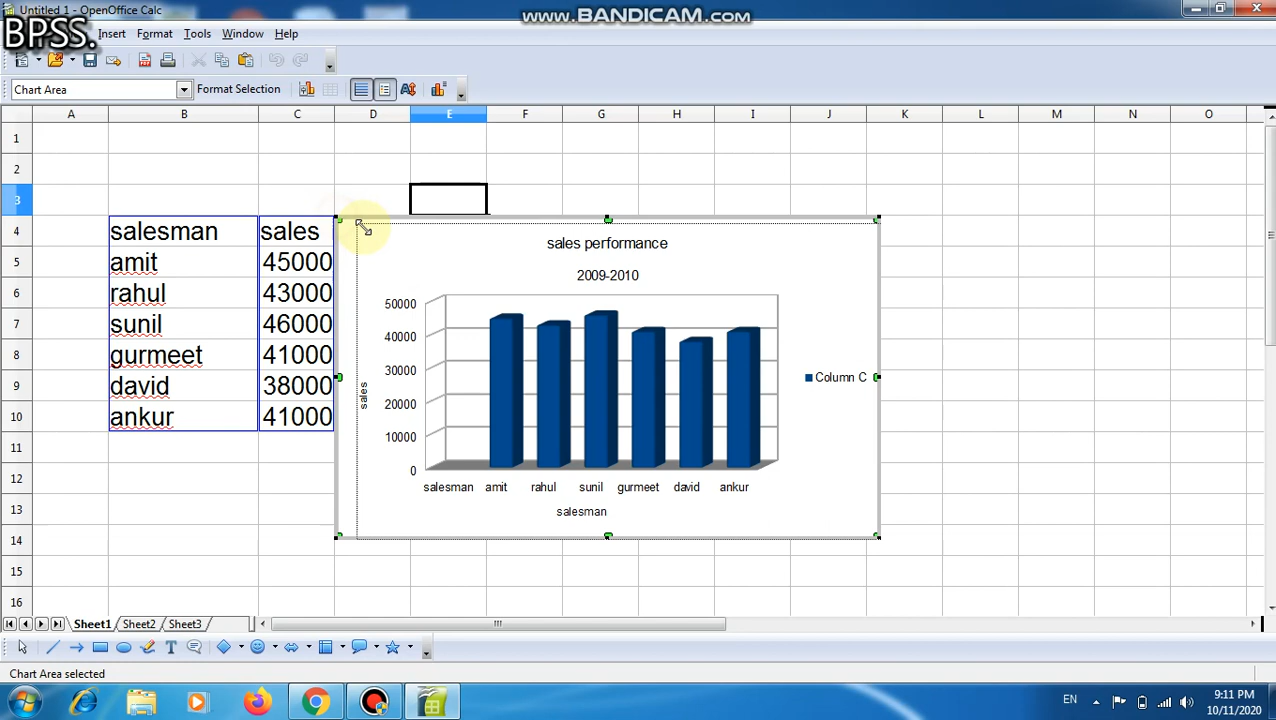 Untitled 1 - OpenOffice Calc
www.BANDICAM.com
BPSS.
Insert Format Tools Window Help
Chart Area Format Selection
A B C D E F G H I J K L M N O
1
2
3
4 salesman sales
5 amit 45000
6 rahul 43000
7 sunil 46000
8 gurmeet 41000
9 david 38000
10 ankur 41000
11
12
13
14
15
16
sales performance
2009-2010
50000
40000
30000
20000
10000
0
sales
Column C
salesman amit rahul sunil gurmeet david ankur
salesman
Sheet1 Sheet2 Sheet3
Chart Area selected
EN
9:11 PM
10/11/2020